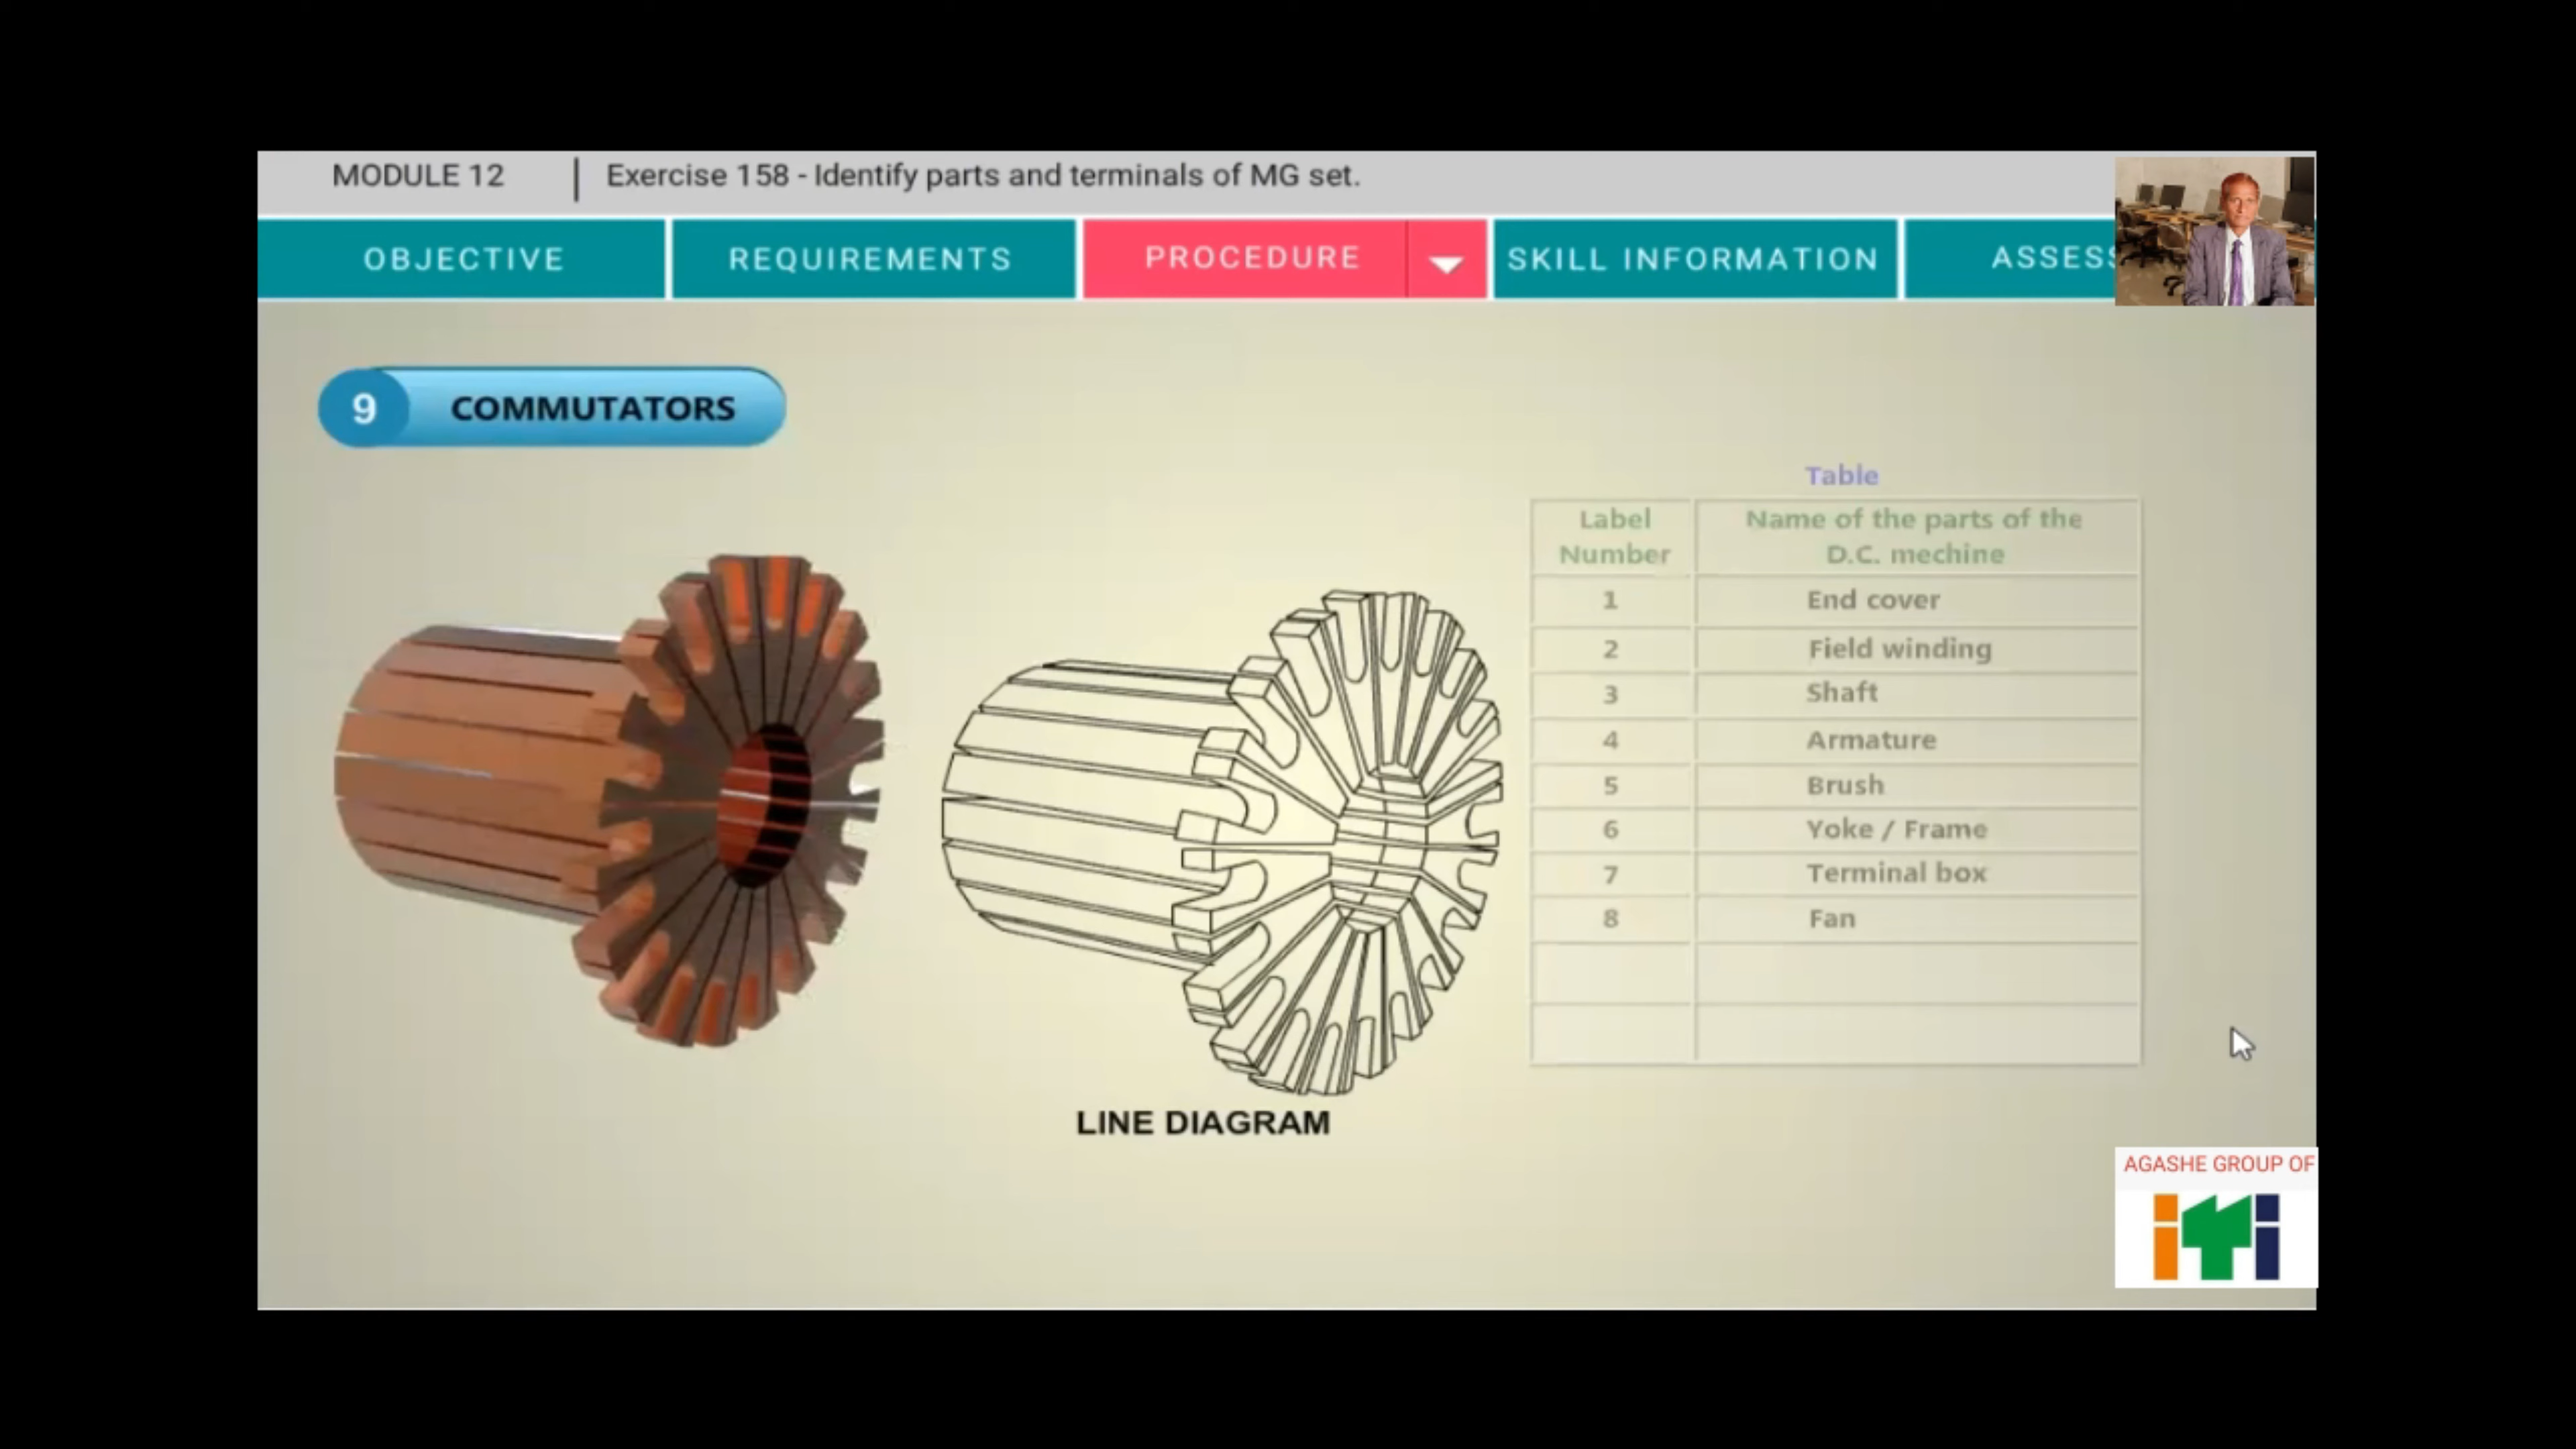 MODULE 12 | Exercise 158 - Identify parts and terminals of MG set.
OBJECTIVE
REQUIREMENTS
PROCEDURE
SKILL INFORMATION
ASSESS
9 COMMUTATORS
Table
Label Number
Name of the parts of the
D.C. mechine
1 End cover
2 Field winding
3 Shaft
4 Armature
5 Brush
6 Yoke / Frame
7 Terminal box
8 Fan
LINE DIAGRAM
AGASHE GROUP OF
iTi